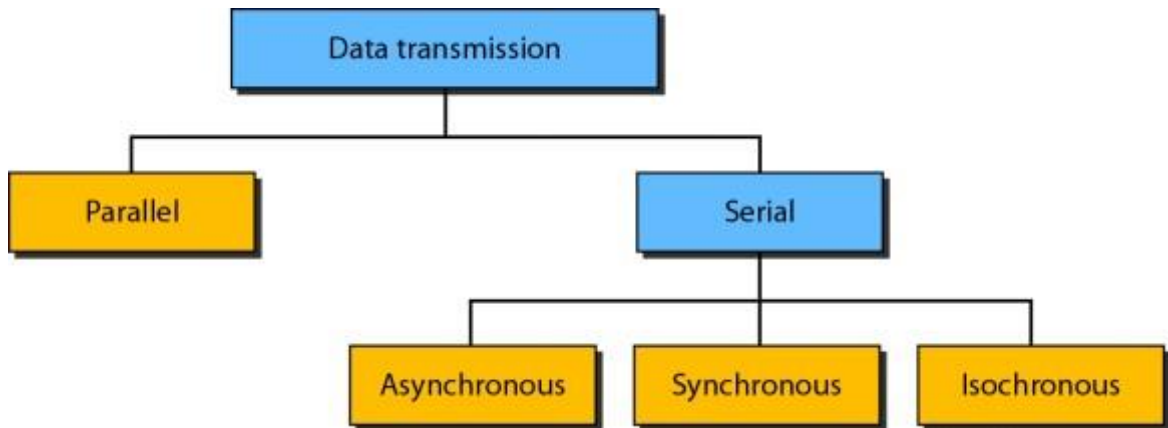 Data transmission
Parallel
Serial
Asynchronous
Synchronous
Isochronous